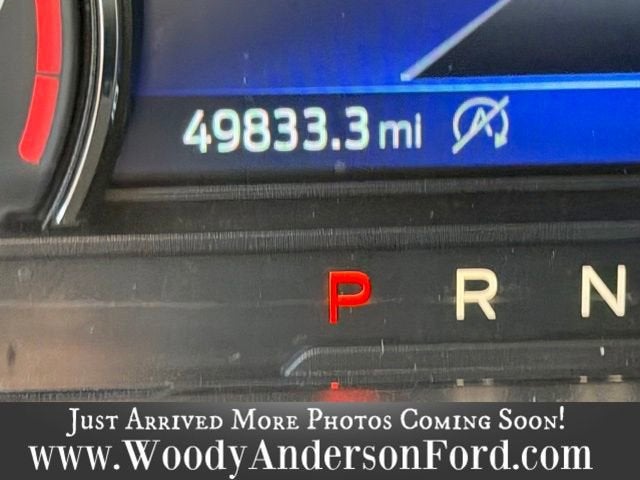 49833.3 mi
P R N
Just Arrived More Photos Coming Soon!
www.WoodyAndersonFord.com